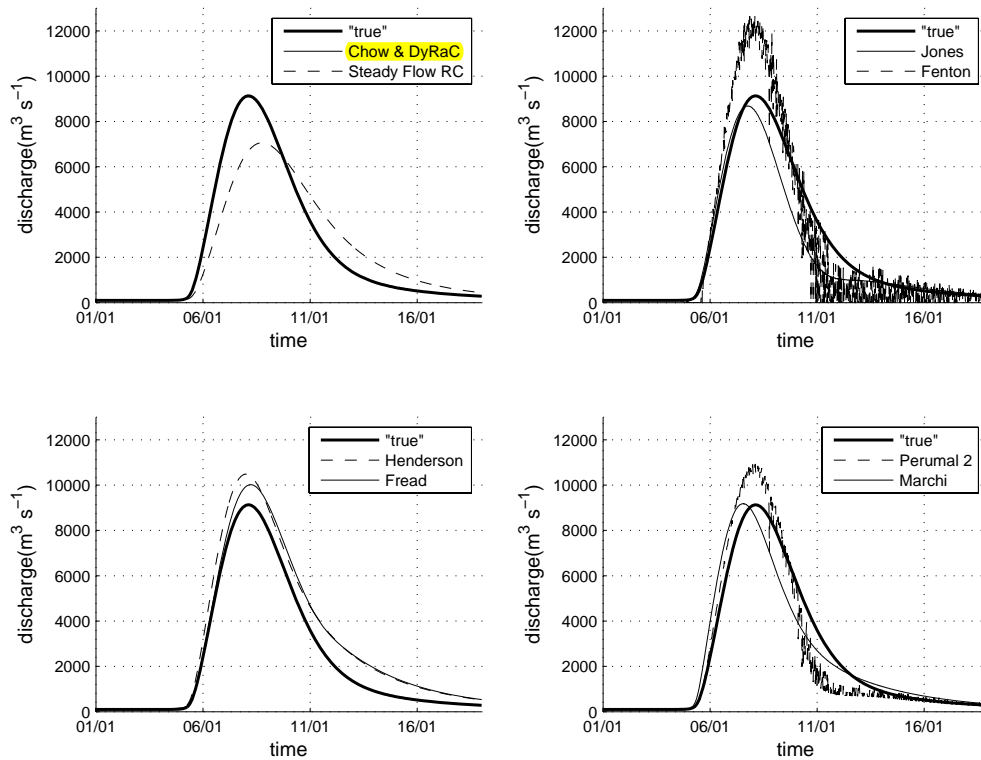 12000
10000
8000
6000
4000
2000
0
discharge(m³ s⁻¹)
"true"
Chow & DyRaC
Steady Flow RC
01/01 06/01 11/01 16/01
time
12000
10000
8000
6000
4000
2000
0
discharge(m³ s⁻¹)
"true"
Jones
Fenton
01/01 06/01 11/01 16/01
time
12000
10000
8000
6000
4000
2000
0
discharge(m³ s⁻¹)
"true"
Henderson
Fread
01/01 06/01 11/01 16/01
time
12000
10000
8000
6000
4000
2000
0
discharge(m³ s⁻¹)
"true"
Perumal 2
Marchi
01/01 06/01 11/01 16/01
time